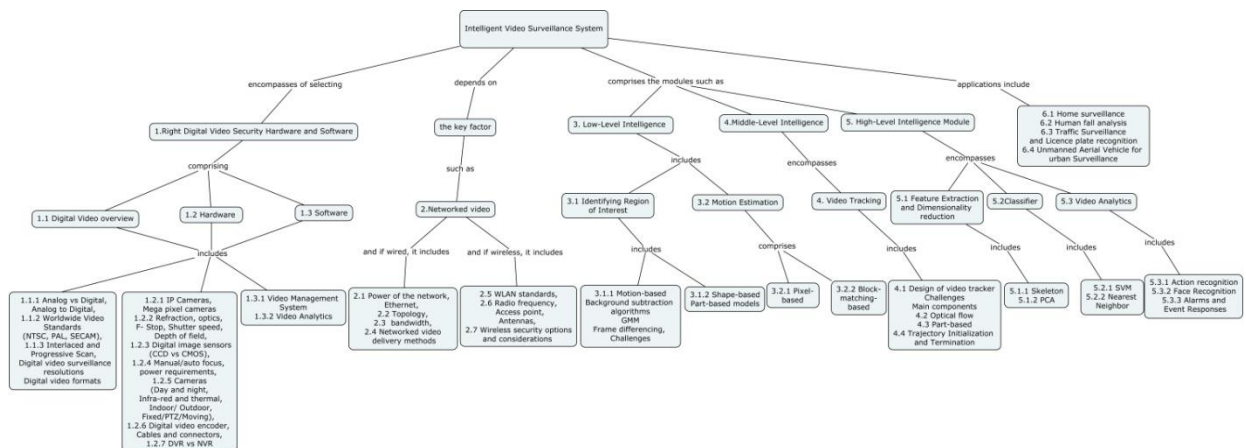 Intelligent Video Surveillance System
encompasses of selecting
depends on
comprises the modules such as
applications include
1.Right Digital Video Security Hardware and Software
the key factor
3. Low-Level Intelligence
4.Middle-Level Intelligence
5. High-Level Intelligence Module
6.1 Home surveillance
6.2 Human fall analysis
6.3 Traffic Surveillance
and Licence plate recognition
6.4 Unmanned Aerial Vehicle for
urban Surveillance
comprising
such as
includes
encompasses
encompasses
1.1 Digital Video overview
1.2 Hardware
1.3 Software
2.Networked video
3.1 Identifying Region
of Interest
3.2 Motion Estimation
4. Video Tracking
5.1 Feature Extraction
and Dimensionality
reduction
5.2Classifier
5.3 Video Analytics
includes
and if wired, it includes
and if wireless, it includes
includes
comprises
includes
includes
includes
includes
1.1.1 Analog vs Digital,
Analog to Digital,
1.1.2 Worldwide Video
Standards
(NTSC, PAL, SECAM),
1.1.3 Interlaced and
Progressive Scan,
Digital video surveillance
resolutions
Digital video formats
1.2.1 IP Cameras,
Mega pixel cameras
1.2.2 Refraction, optics,
F- Stop, Shutter speed,
Depth of field,
1.2.3 Digital image sensors
(CCD vs CMOS),
1.2.4 Manual/auto focus,
power requirements,
1.2.5 Cameras
(Day and night,
Infra-red and thermal,
Indoor/ Outdoor,
Fixed/PTZ/Moving),
1.2.6 Digital video encoder,
Cables and connectors,
1.2.7 DVR vs NVR
1.3.1 Video Management
System
1.3.2 Video Analytics
2.1 Power of the network,
Ethernet,
2.2 Topology,
2.3 bandwidth,
2.4 Networked video
delivery methods
2.5 WLAN standards,
2.6 Radio frequency,
Access point,
Antennas,
2.7 Wireless security options
and considerations
3.1.1 Motion-based
Background subtraction
algorithms
GMM
Frame differencing,
Challenges
3.1.2 Shape-based
Part-based models
3.2.1 Pixel-
based
3.2.2 Block-
matching-
based
4.1 Design of video tracker
Challenges
Main components
4.2 Optical flow
4.3 Part-based
4.4 Trajectory Initialization
and Termination
5.1.1 Skeleton
5.1.2 PCA
5.2.1 SVM
5.2.2 Nearest
Neighbor
5.3.1 Action recognition
5.3.2 Face Recognition
5.3.3 Alarms and
Event Responses